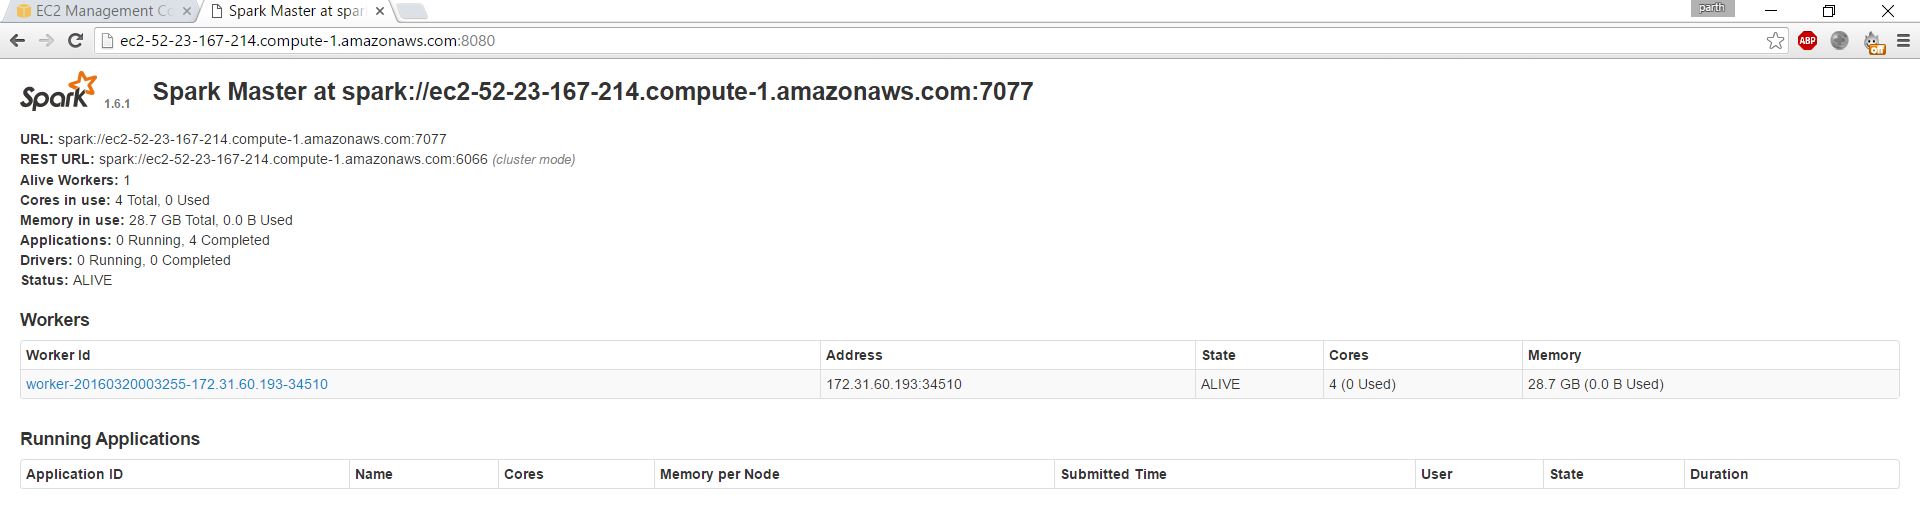 EC2 Management Co
Spark Master at spar
parth
ec2-52-23-167-214.compute-1.amazonaws.com:8080
ABP
Off
Spark 1.6.1 Spark Master at spark://ec2-52-23-167-214.compute-1.amazonaws.com:7077
URL: spark://ec2-52-23-167-214.compute-1.amazonaws.com:7077
REST URL: spark://ec2-52-23-167-214.compute-1.amazonaws.com:6066 (cluster mode)
Alive Workers: 1
Cores in use: 4 Total, 0 Used
Memory in use: 28.7 GB Total, 0.0 B Used
Applications: 0 Running, 4 Completed
Drivers: 0 Running, 0 Completed
Status: ALIVE
Workers
Worker Id Address State Cores Memory
worker-20160320003255-172.31.60.193-34510 172.31.60.193:34510 ALIVE 4 (0 Used) 28.7 GB (0.0 B Used)
Running Applications
Application ID Name Cores Memory per Node Submitted Time User State Duration